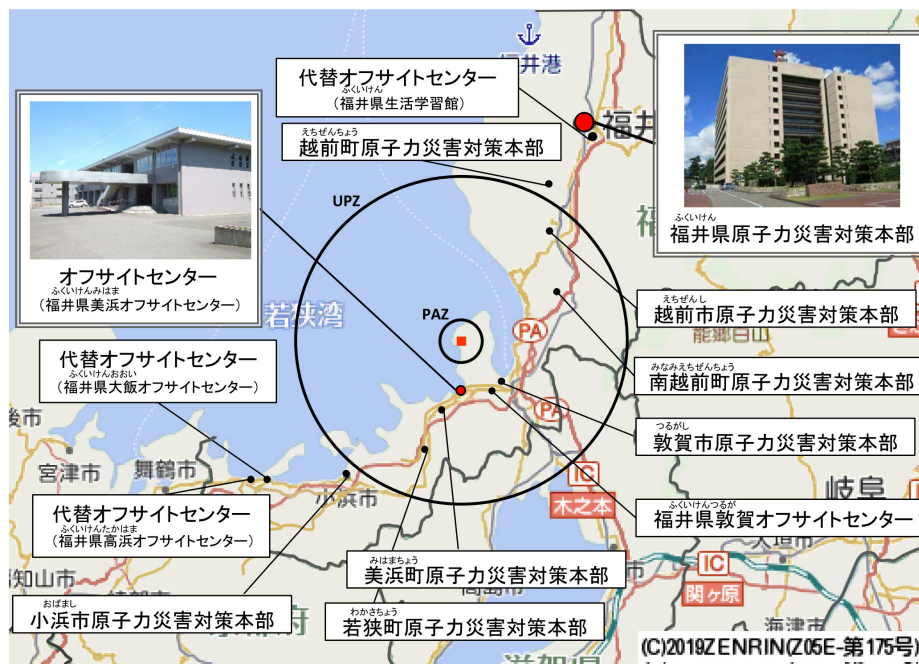 福井港
代替オフサイトセンター
ふくいけん
（福井県生活学習館）
福井
えちぜんちょう
越前町原子力災害対策本部
UPZ
ふくいけん
福井県原子力災害対策本部
オフサイトセンター
ふくいけんみはま
（福井県美浜オフサイトセンター）
若狭湾
PAZ
えちぜんし
越前市原子力災害対策本部
能郷白山
PA
代替オフサイトセンター
ふくいけんおおい
（福井県大飯オフサイトセンター）
みなみえちぜんちょう
南越前町原子力災害対策本部
PA
つるがし
敦賀市原子力災害対策本部
宮津市
舞鶴市
小浜市
IC
木之本
岐阜
代替オフサイトセンター
ふくいけんたかはま
（福井県高浜オフサイトセンター）
ふくいけんつるが
福井県敦賀オフサイトセンター
大垣市
IC
関ヶ原
みはまちょう
美浜町原子力災害対策本部
おばまし
小浜市原子力災害対策本部
わかさちょう
若狭町原子力災害対策本部
海津市
滋賀県
(C)2019ZENRIN(Z05E-第175号)